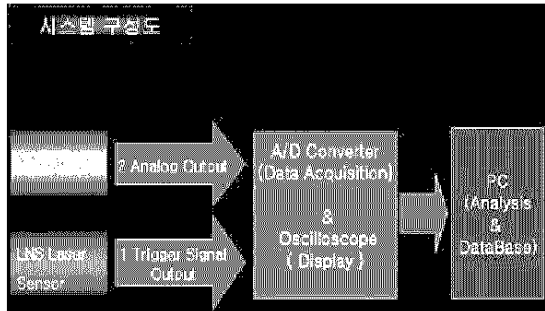 시스템 구성도
2 Analog Output
A/D Converter
(Data Acquisition)
&
Oscilloscope
( Display )
PC
(Analysis
&
DataBase)
LNS Laser
Sensor
1 Trigger Signal
Output